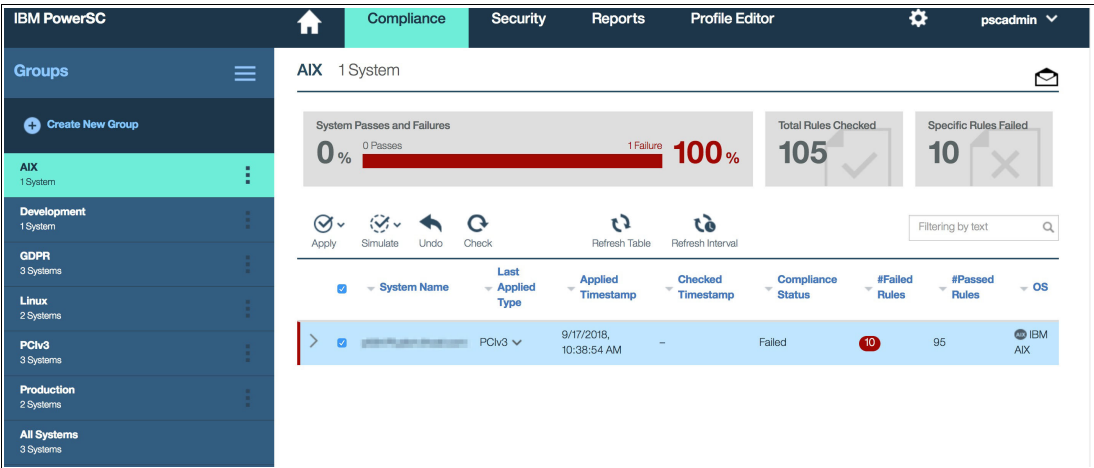 IBM PowerSC
Compliance
Security
Reports
Profile Editor
pscadmin
Groups
Create New Group
AIX
1 System
Development
1 System
GDPR
3 Systems
Linux
2 Systems
PCIv3
3 Systems
Production
2 Systems
All Systems
3 Systems
AIX 1 System
System Passes and Failures
0 % 0 Passes 1 Failure 100 %
Total Rules Checked
105
Specific Rules Failed
10
Apply
Simulate
Undo
Check
Refresh Table
Refresh Interval
Filtering by text
System Name
Last
Applied
Type
Applied
Timestamp
Checked
Timestamp
Compliance
Status
#Failed
Rules
#Passed
Rules
OS
PCIv3
9/17/2018,
10:38:54 AM
–
Failed
10
95
IBM
AIX